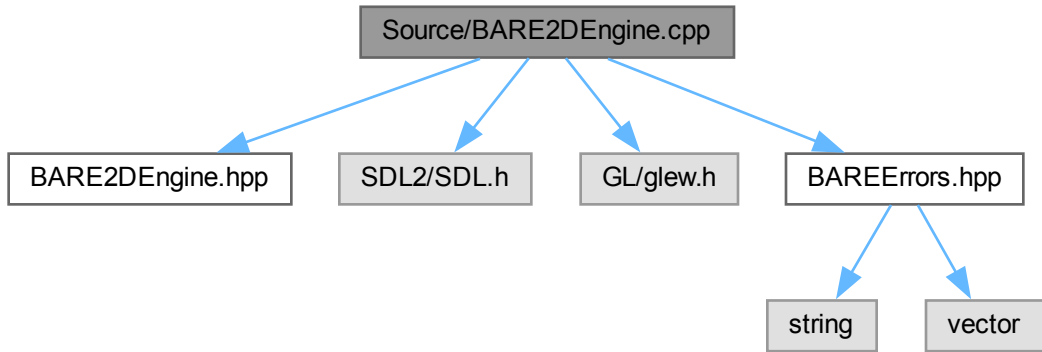 Source/BARE2DEngine.cpp
BARE2DEngine.hpp
SDL2/SDL.h
GL/glew.h
BAREErrors.hpp
string
vector